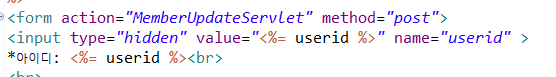 <form action="MemberUpdateServlet" method="post">
<input type="hidden" value="<%= userid %>" name="userid" >
*아이디: <%= userid %><br>